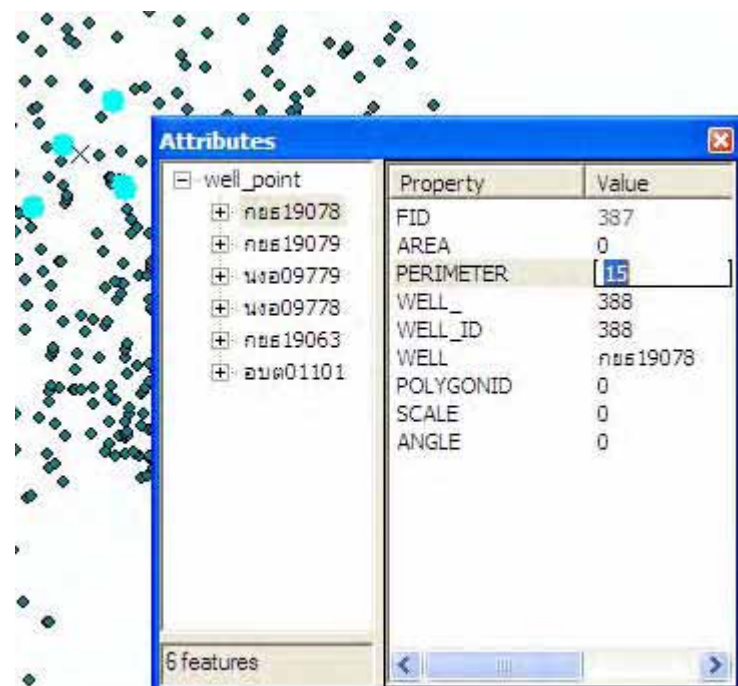 Attributes
well_point
กยธ19078
กยธ19079
นงอ09779
นงอ09778
กยธ19063
อบต01101
6 features
Property Value
FID 387
AREA 0
PERIMETER 15
WELL_ 388
WELL_ID 388
WELL กยธ19078
POLYGONID 0
SCALE 0
ANGLE 0